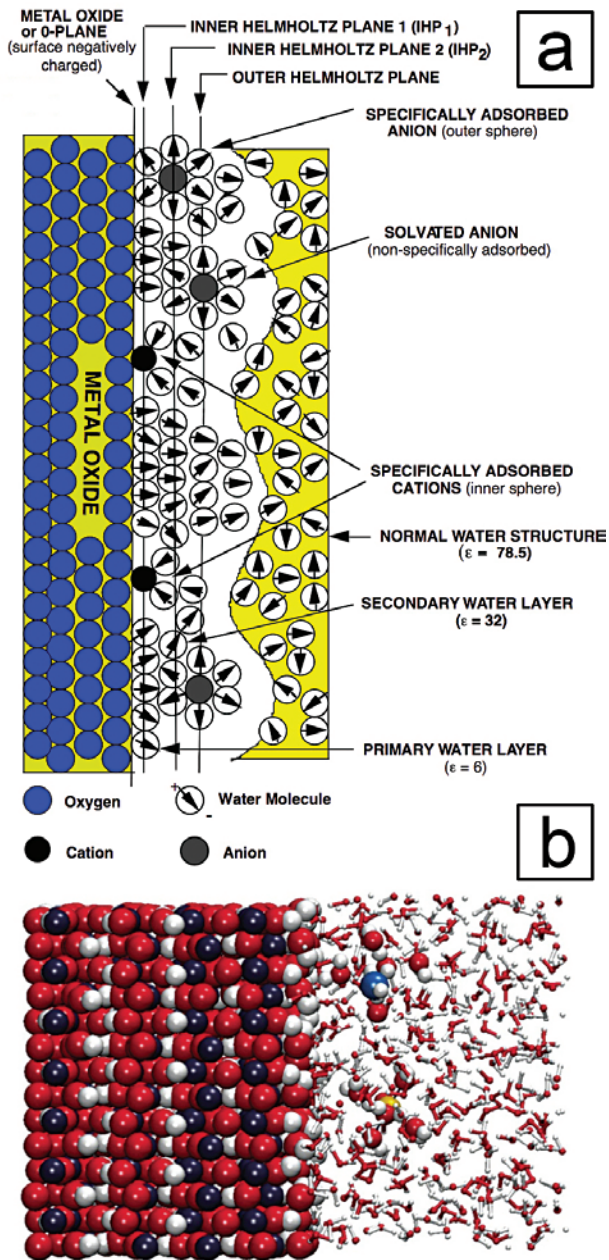 METAL OXIDE
or 0-PLANE
(surface negatively
charged)
INNER HELMHOLTZ PLANE 1 (IHP1)
INNER HELMHOLTZ PLANE 2 (IHP2)
OUTER HELMHOLTZ PLANE
a
SPECIFICALLY ADSORBED
ANION (outer sphere)
SOLVATED ANION
(non-specifically adsorbed)
METAL OXIDE
SPECIFICALLY ADSORBED
CATIONS (inner sphere)
NORMAL WATER STRUCTURE
(ε = 78.5)
SECONDARY WATER LAYER
(ε = 32)
PRIMARY WATER LAYER
(ε = 6)
Oxygen
+
-
Water Molecule
Cation
Anion
b